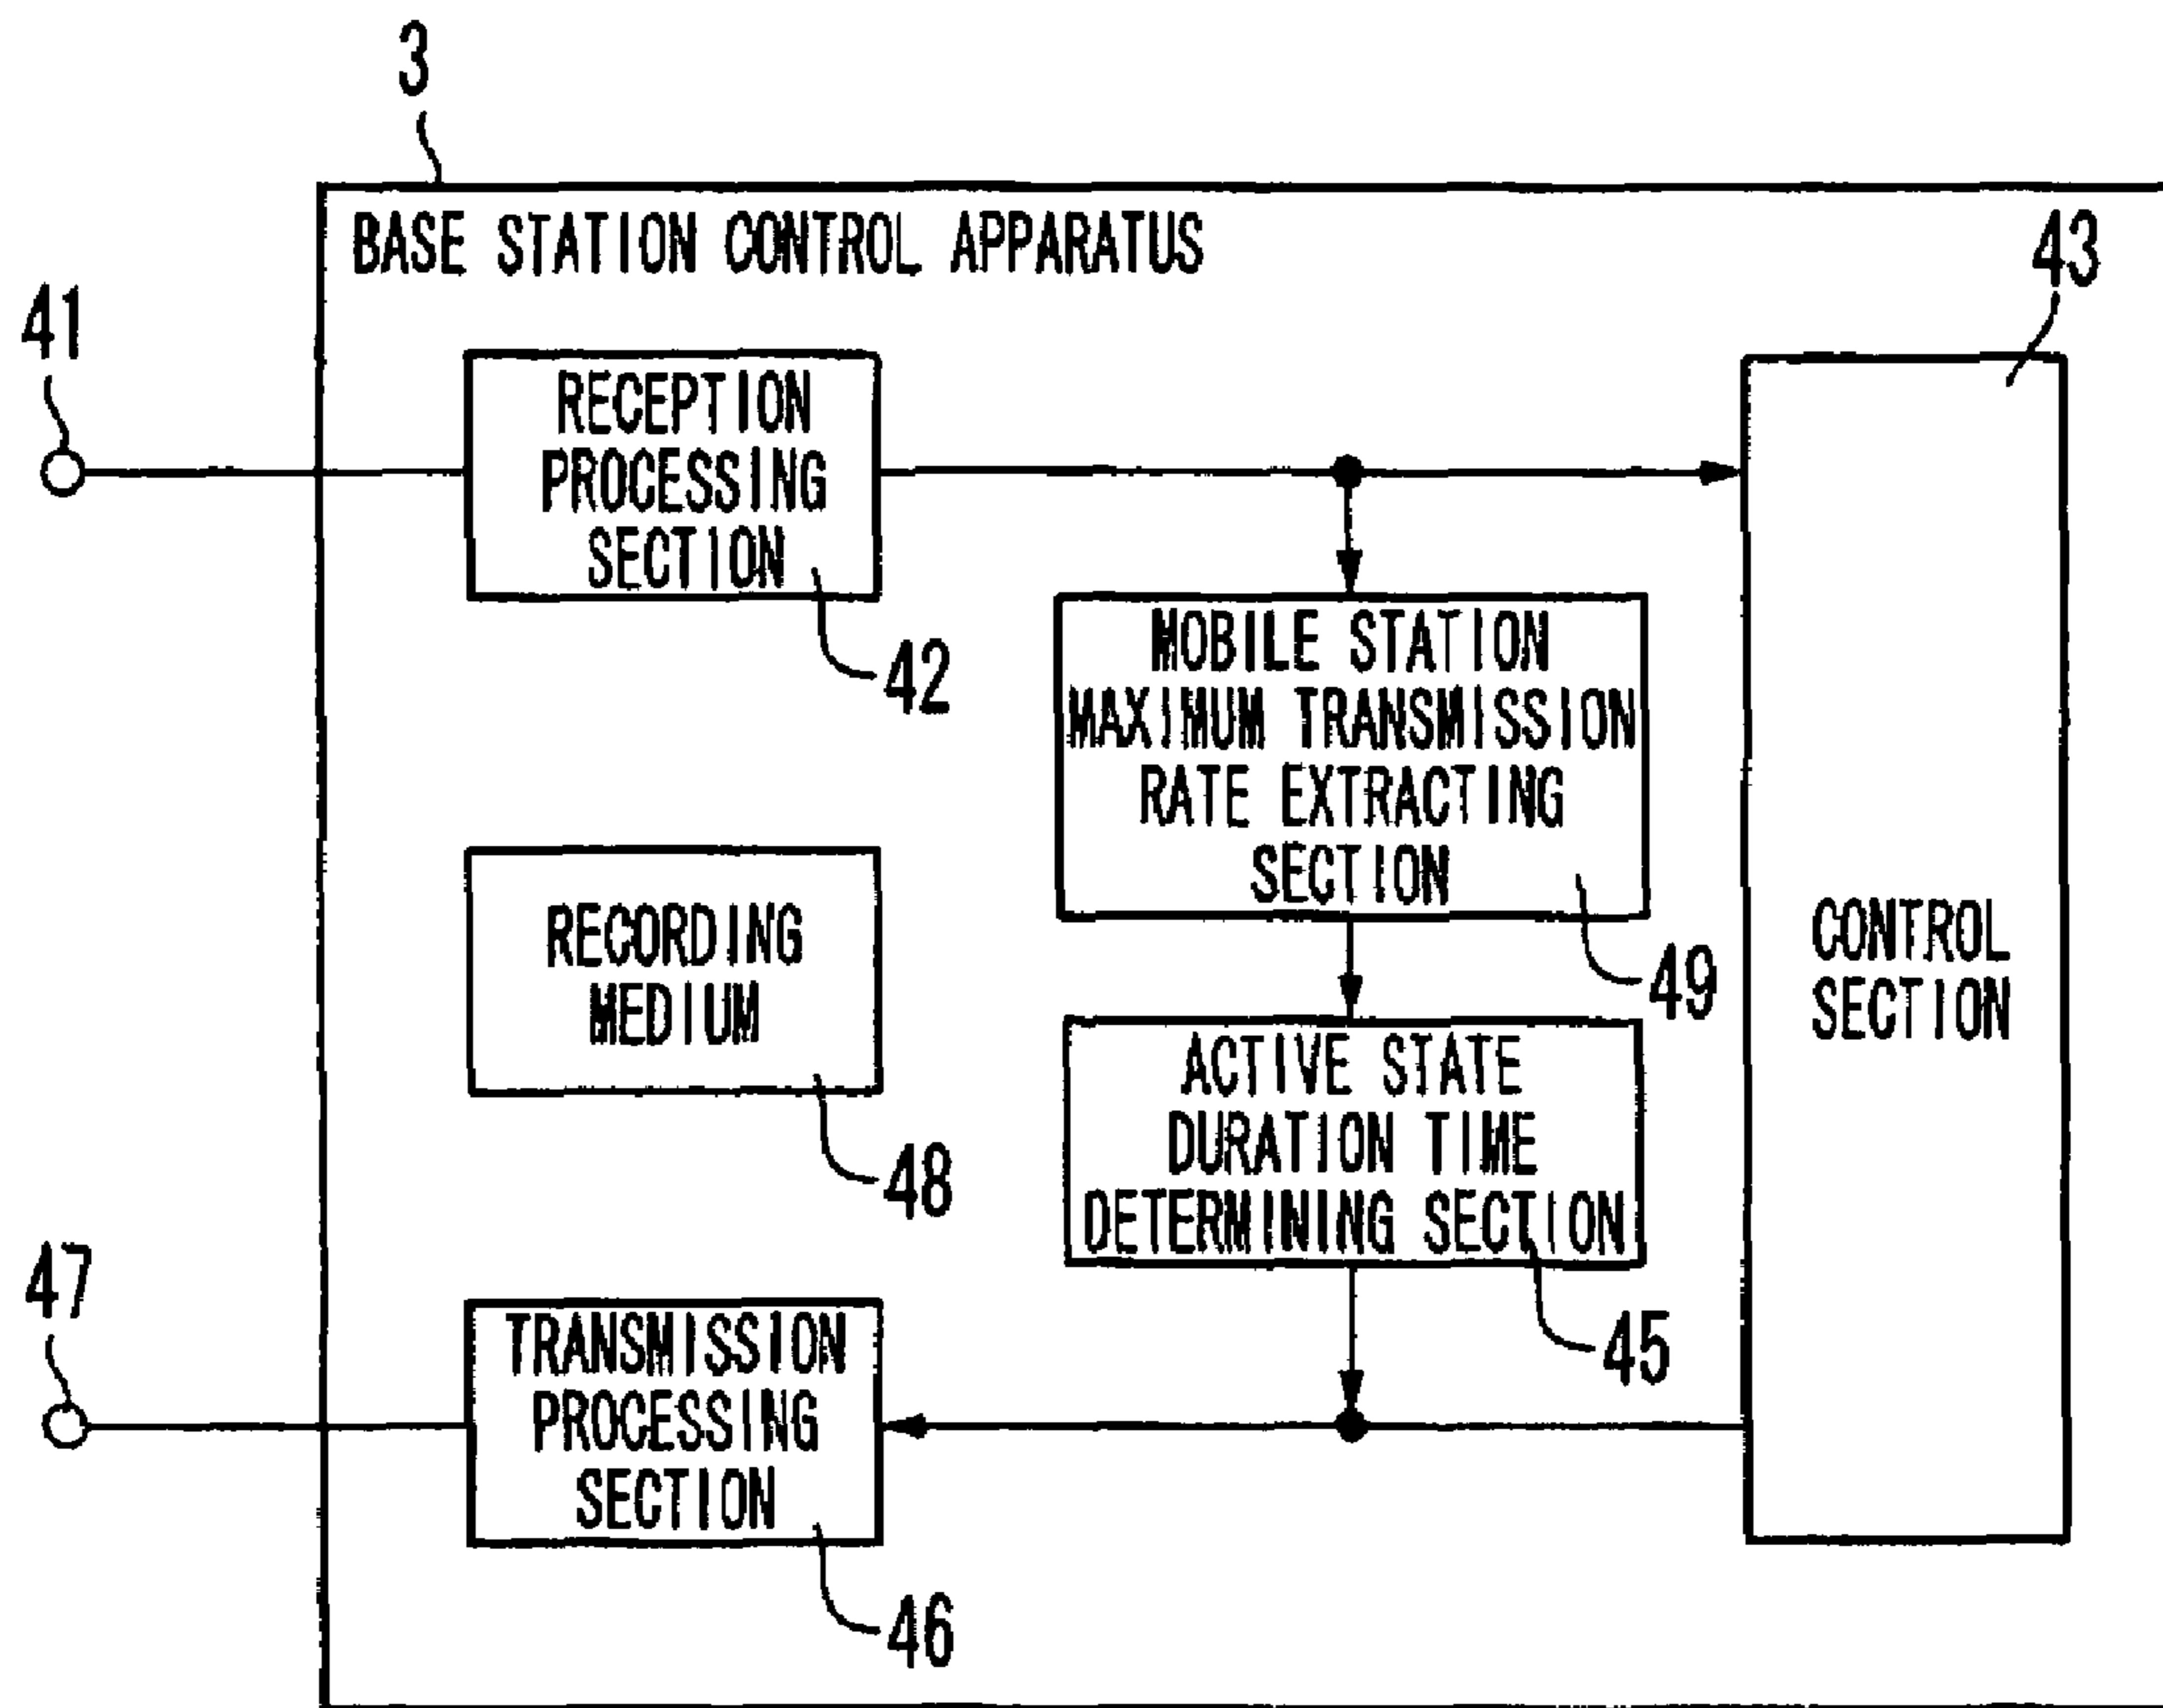 3
BASE STATION CONTROL APPARATUS
43
41
RECEPTION
PROCESSING
SECTION
42
MOBILE STATION
MAXIMUM TRANSMISSION
RATE EXTRACTING
SECTION
49
RECORDING
MEDIUM
48
CONTROL
SECTION
ACTIVE STATE
DURATION TIME
DETERMINING SECTION
45
47
TRANSMISSION
PROCESSING
SECTION
46